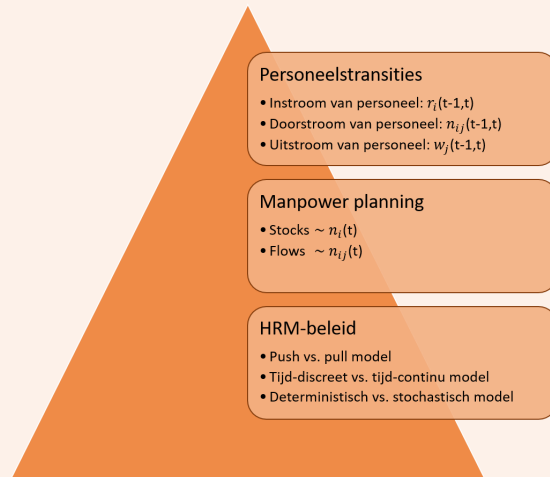 Personeelstransities
• Instroom van personeel: rᵢ(t-1,t)
• Doorstroom van personeel: nᵢⱼ(t-1,t)
• Uitstroom van personeel: wⱼ(t-1,t)
Manpower planning
• Stocks ~ nᵢ(t)
• Flows ~ nᵢⱼ(t)
HRM-beleid
• Push vs. pull model
• Tijd-discreet vs. tijd-continu model
• Deterministisch vs. stochastisch model